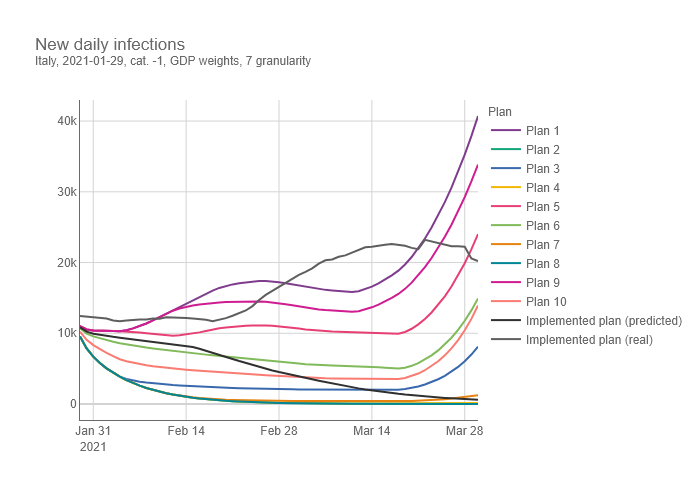 New daily infections
Italy, 2021-01-29, cat. -1, GDP weights, 7 granularity
40k
30k
20k
10k
0
Jan 31
2021
Feb 14
Feb 28
Mar 14
Mar 28
Plan
Plan 1
Plan 2
Plan 3
Plan 4
Plan 5
Plan 6
Plan 7
Plan 8
Plan 9
Plan 10
Implemented plan (predicted)
Implemented plan (real)